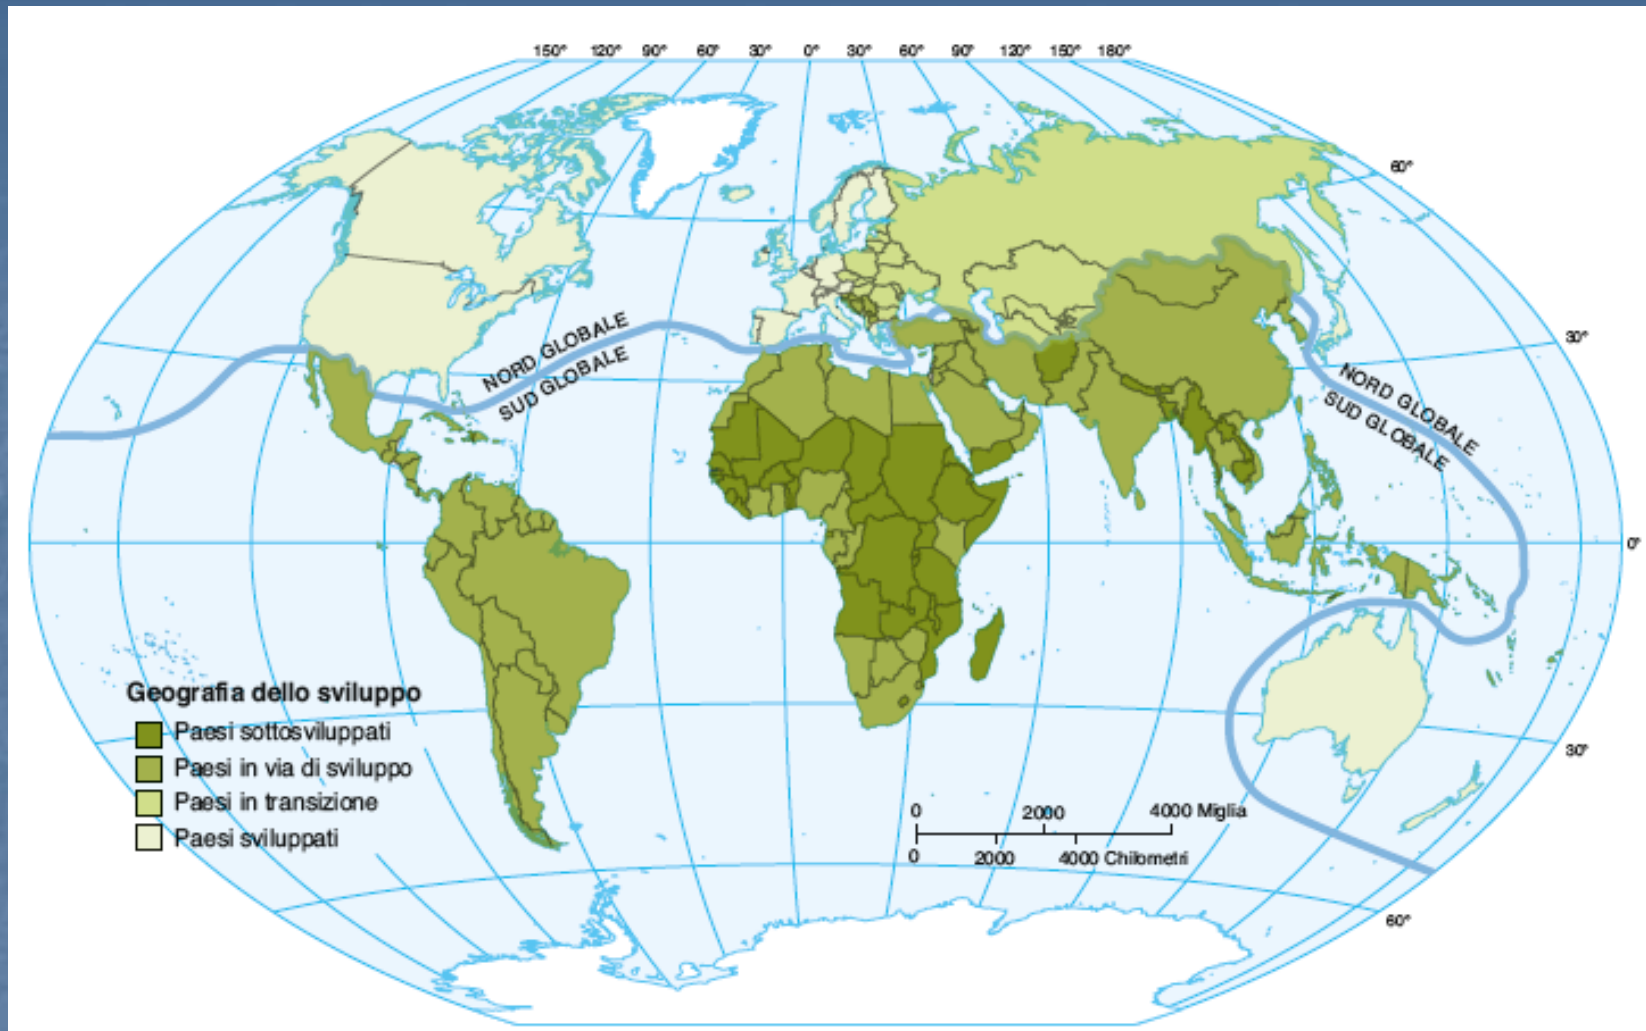 150° 120° 90° 60° 30° 0° 30° 60° 90° 120° 150° 180°
60°
30°
NORD GLOBALE
SUD GLOBALE
NORD GLOBALE
SUD GLOBALE
0°
Geografia dello sviluppo
Paesi sottosviluppati
Paesi in via di sviluppo
Paesi in transizione
Paesi sviluppati
30°
0 2000 4000 Miglia
0 2000 4000 Chilometri
60°